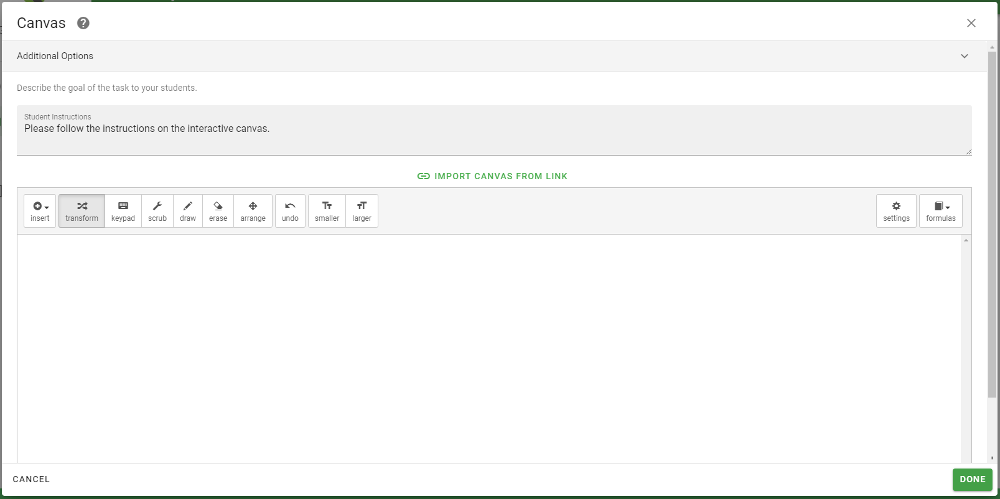 Canvas
Additional Options
Describe the goal of the task to your students.
Student Instructions
Please follow the instructions on the interactive canvas.
IMPORT CANVAS FROM LINK
insert transform keypad scrub draw erase arrange undo smaller larger settings formulas
CANCEL DONE